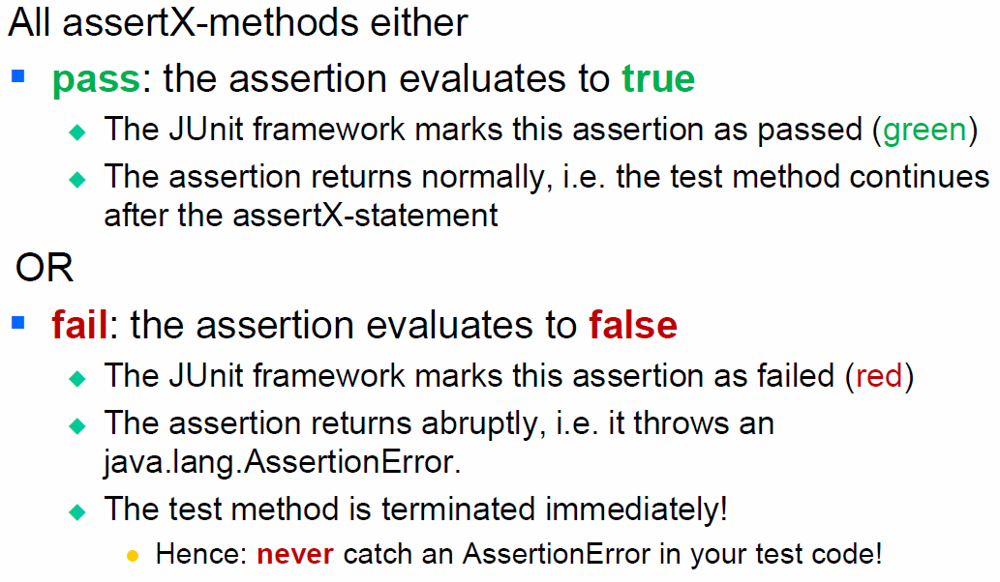 All assertX-methods either
pass: the assertion evaluates to true
The JUnit framework marks this assertion as passed (green)
The assertion returns normally, i.e. the test method continues
after the assertX-statement
OR
fail: the assertion evaluates to false
The JUnit framework marks this assertion as failed (red)
The assertion returns abruptly, i.e. it throws an
java.lang.AssertionError.
The test method is terminated immediately!
Hence: never catch an AssertionError in your test code!